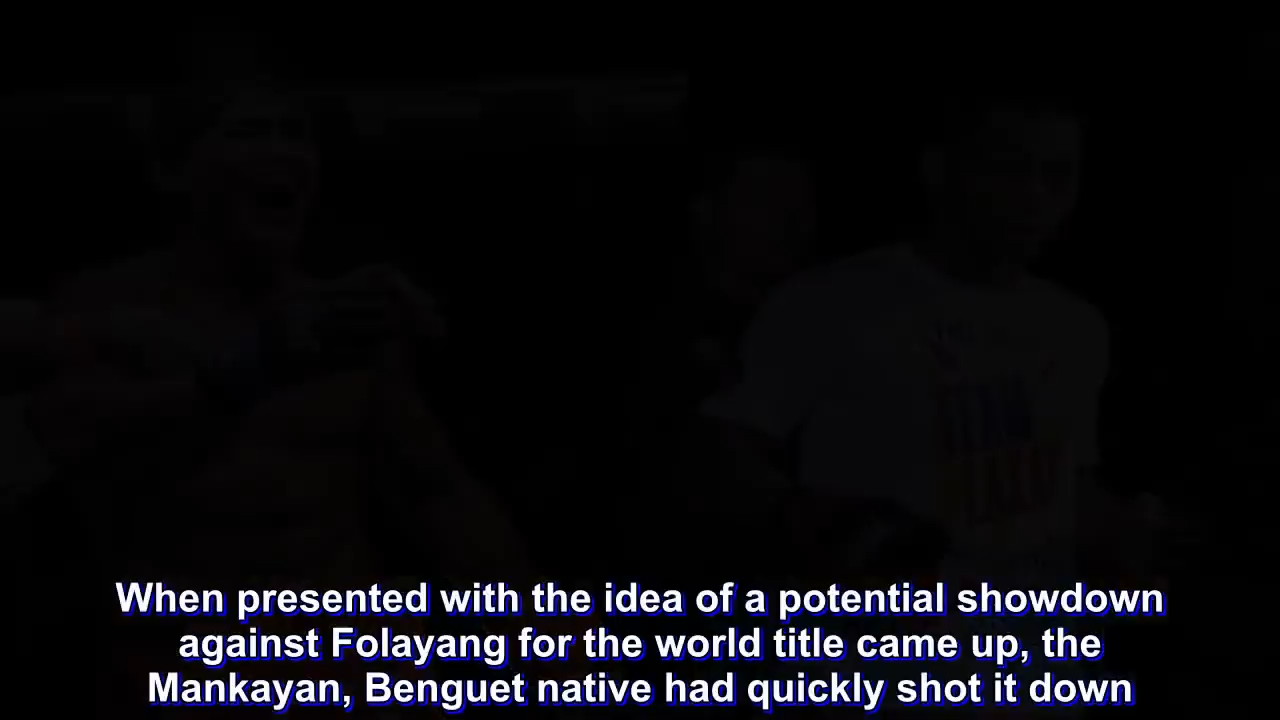 When presented with the idea of a potential showdown
against Folayang for the world title came up, the
Mankayan, Benguet native had quickly shot it down